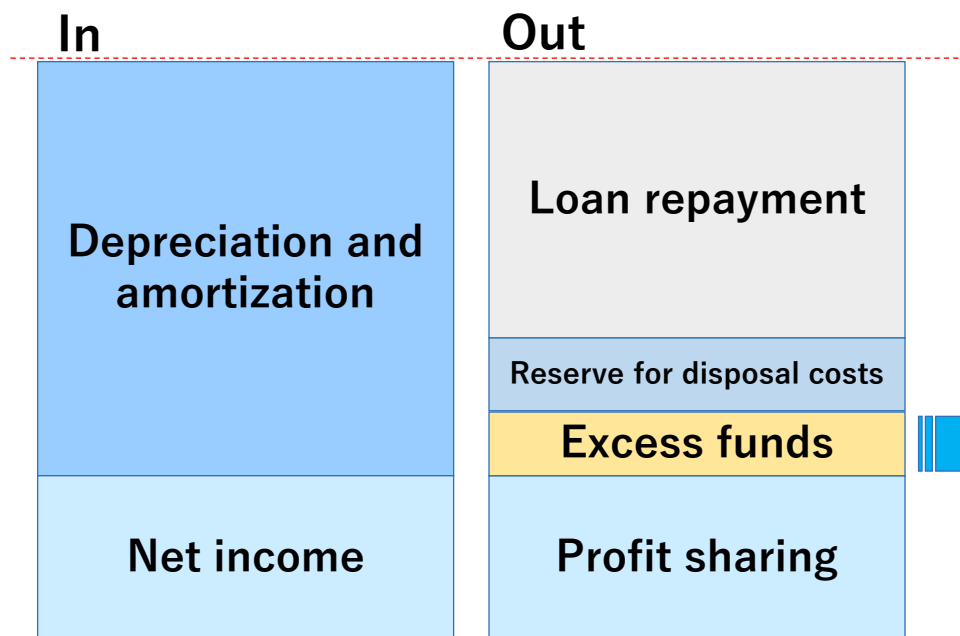 In
Out
Depreciation and
amortization
Net income
Loan repayment
Reserve for disposal costs
Excess funds
Profit sharing